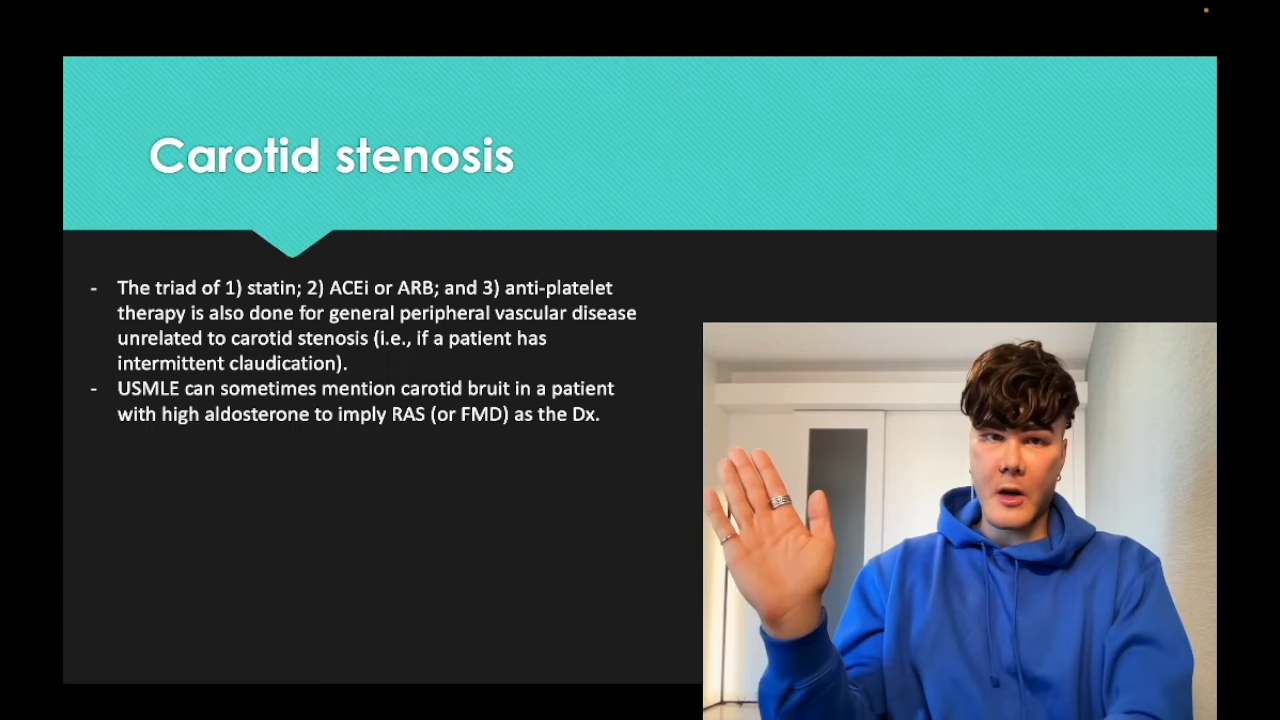 Carotid stenosis
- The triad of 1) statin; 2) ACEi or ARB; and 3) anti-platelet
therapy is also done for general peripheral vascular disease
unrelated to carotid stenosis (i.e., if a patient has
intermittent claudication).
- USMLE can sometimes mention carotid bruit in a patient
with high aldosterone to imply RAS (or FMD) as the Dx.